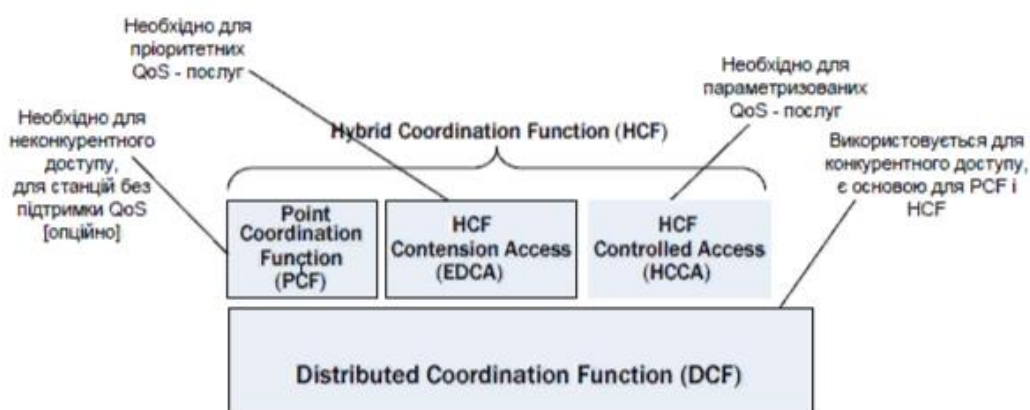 Необхідно для
пріоритетних
QoS - послуг
Необхідно для
параметризованих
QoS - послуг
Необхідно для
неконкурентного
доступу,
для станцій без
підтримки QoS
[опційно]
Hybrid Coordination Function (HCF)
Використовується для
конкурентного доступу,
є основою для PCF і
HCF
Point
Coordination
Function
(PCF)
HCF
Contension Access
(EDCA)
HCF
Controlled Access
(HCCA)
Distributed Coordination Function (DCF)